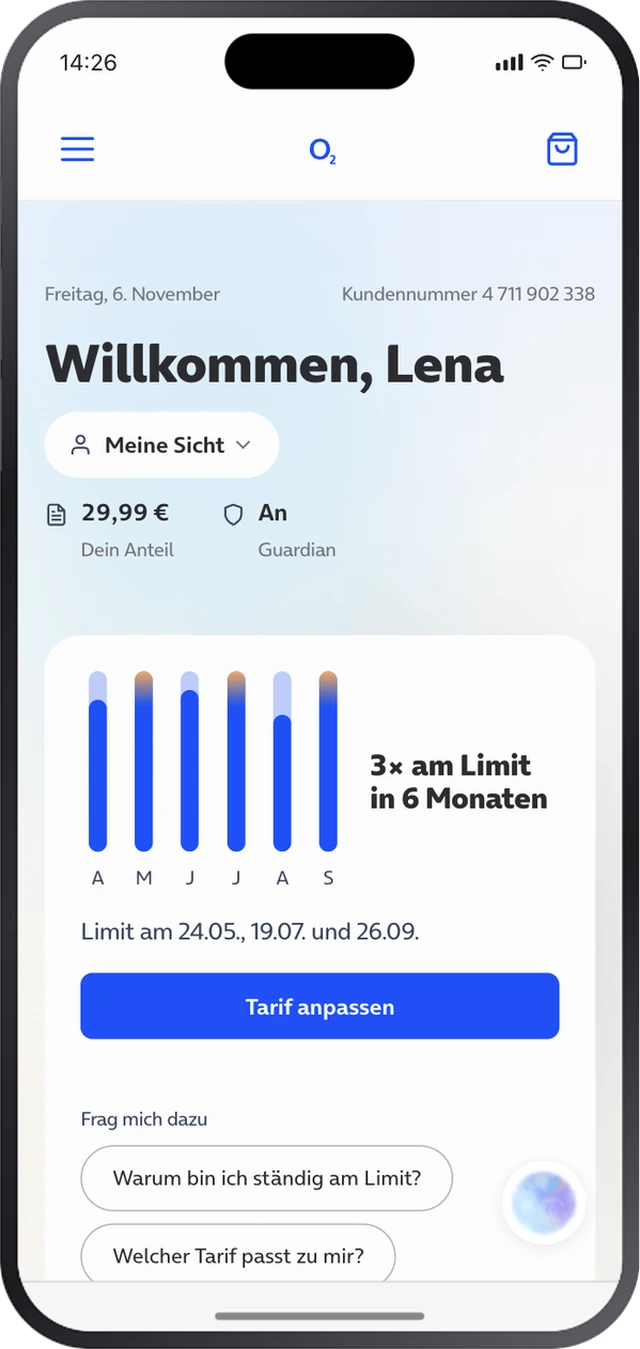 14:26
O2
Freitag, 6. November
Kundennummer 4 711 902 338
Willkommen, Lena
Meine Sicht
29,99 €
Dein Anteil
An
Guardian
3× am Limit
in 6 Monaten
A M J J A S
Limit am 24.05., 19.07. und 26.09.
Tarif anpassen
Frag mich dazu
Warum bin ich ständig am Limit?
Welcher Tarif passt zu mir?